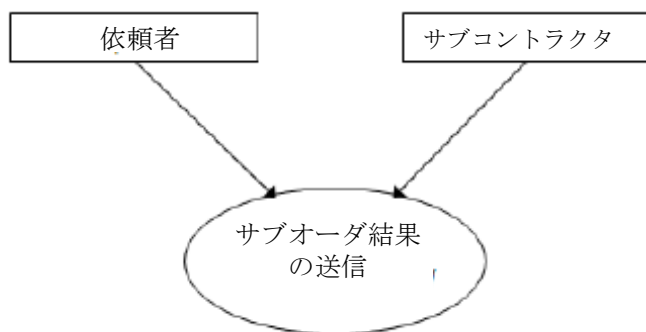 依頼者
サブコントラクタ
サブオーダ結果
の送信